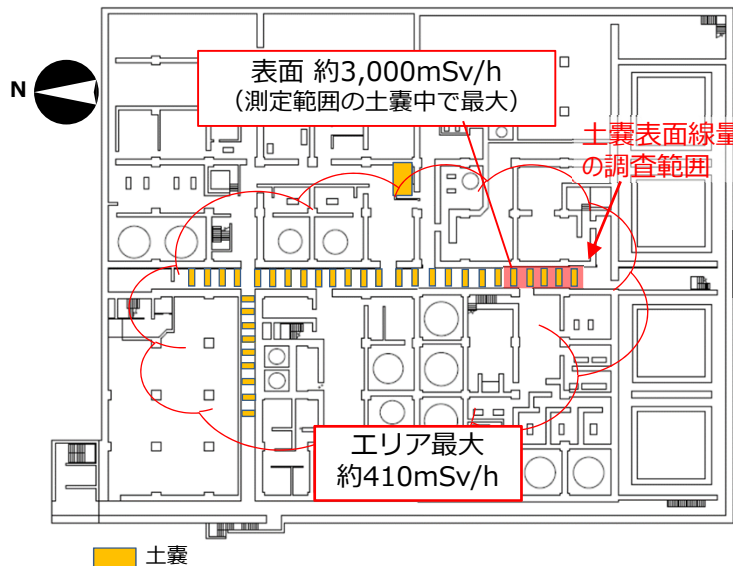 表面 約3,000mSv/h
(測定範囲の土嚢中で最大)
N
土嚢表面線量
の調査範囲
エリア最大
約410mSv/h
土嚢